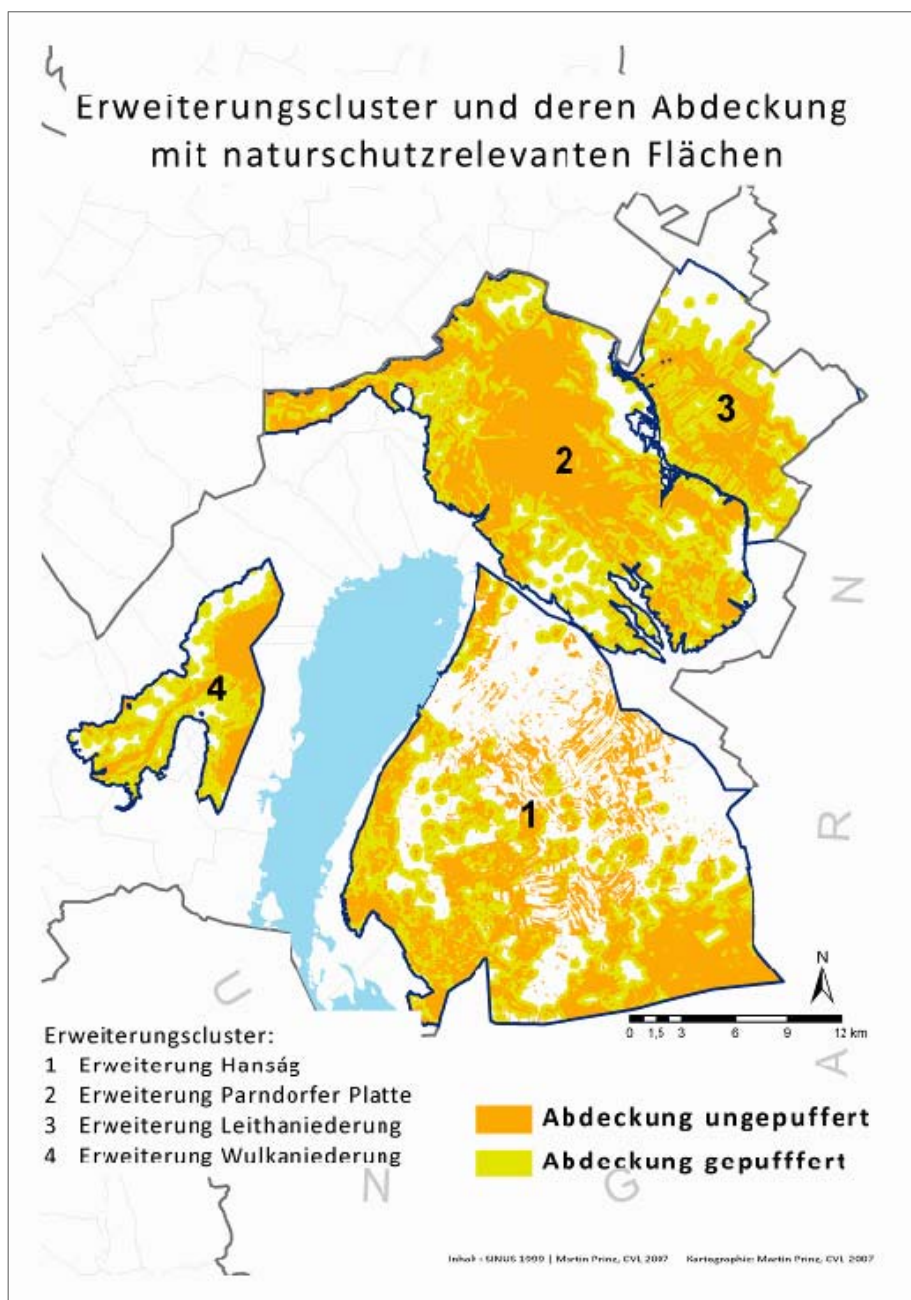 Erweiterungscluster und deren Abdeckung
mit naturschutzrelevanten Flächen
3
2
4
1
N
R
A
U
N
G
N
0 1,5 3 6 9 12 km
Erweiterungscluster:
1 Erweiterung Hanság
2 Erweiterung Parndorfer Platte
3 Erweiterung Leithaniederung
4 Erweiterung Wulkaniederung
Abdeckung ungepuffert
Abdeckung gepufffert
Inhalt: SINUS 1999 | Martin Prinz, CVL 2007 Kartographie: Martin Prinz, CVL 2007